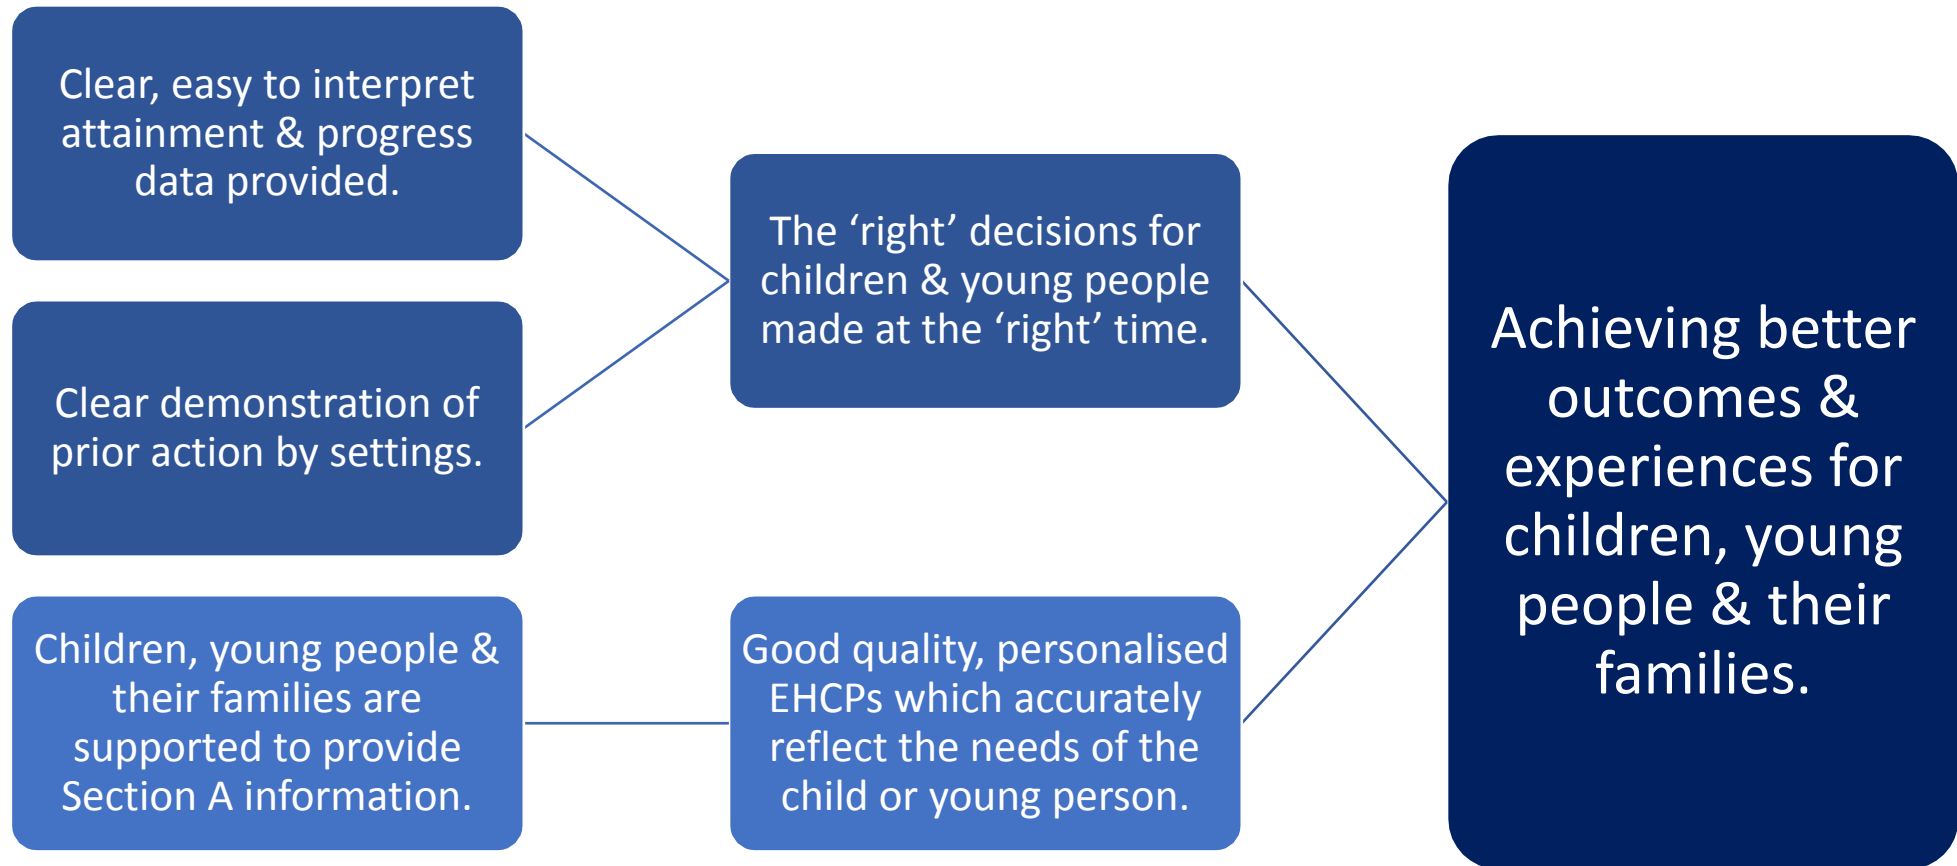 Clear, easy to interpret
attainment & progress
data provided.
Clear demonstration of
prior action by settings.
Children, young people &
their families are
supported to provide
Section A information.
The ‘right’ decisions for
children & young people
made at the ‘right’ time.
Good quality, personalised
EHCPs which accurately
reflect the needs of the
child or young person.
Achieving better
outcomes &
experiences for
children, young
people & their
families.